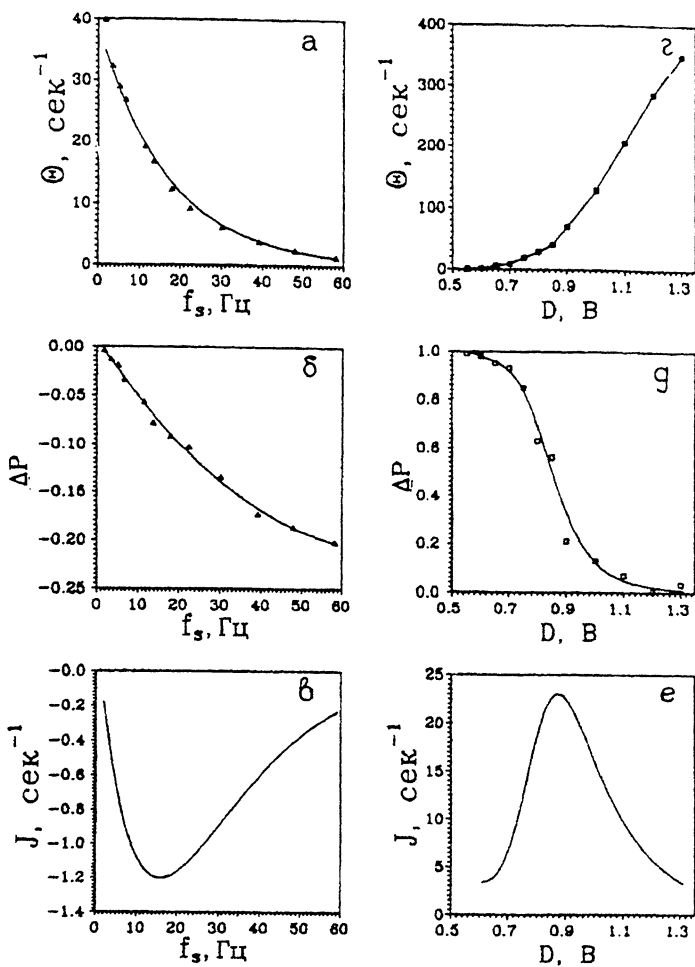 а
Θ, сек⁻¹
40
30
20
10
0
0 10 20 30 40 50 60
f_s, Гц
г
Θ, сек⁻¹
400
300
200
100
0
0.5 0.7 0.9 1.1 1.3
D, В
б
ΔP
0.00
−0.05
−0.10
−0.15
−0.20
−0.25
0 10 20 30 40 50 60
f_s, Гц
д
ΔP
1.0
0.8
0.6
0.4
0.2
0.0
0.5 0.7 0.9 1.1 1.3
D, В
в
J, сек⁻¹
−0.0
−0.2
−0.4
−0.6
−0.8
−1.0
−1.2
−1.4
0 10 20 30 40 50 60
f_s, Гц
е
J, сек⁻¹
25
20
15
10
5
0
0.5 0.7 0.9 1.1 1.3
D, В